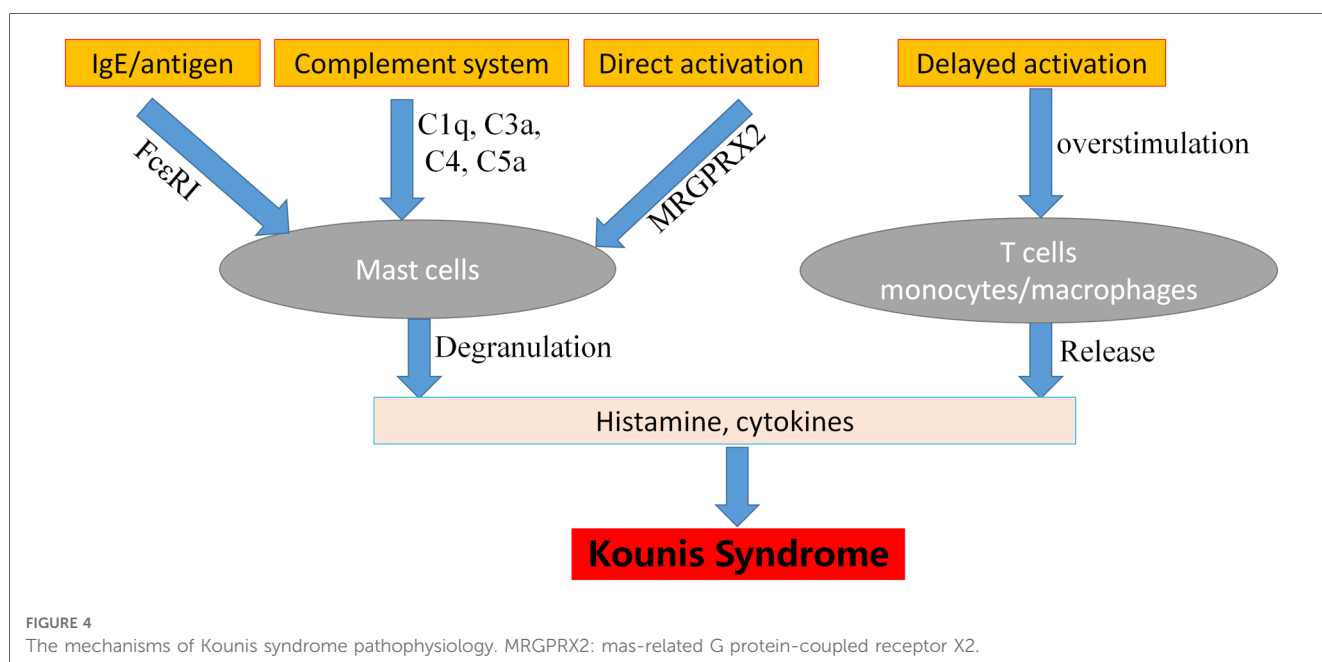 IgE/antigen
Complement system
Direct activation
Delayed activation
FcεRI
C1q, C3a,
C4, C5a
MRGPRX2
overstimulation
Mast cells
T cells
monocytes/macrophages
Degranulation
Release
Histamine, cytokines
Kounis Syndrome
FIGURE 4
The mechanisms of Kounis syndrome pathophysiology. MRGPRX2: mas-related G protein-coupled receptor X2.